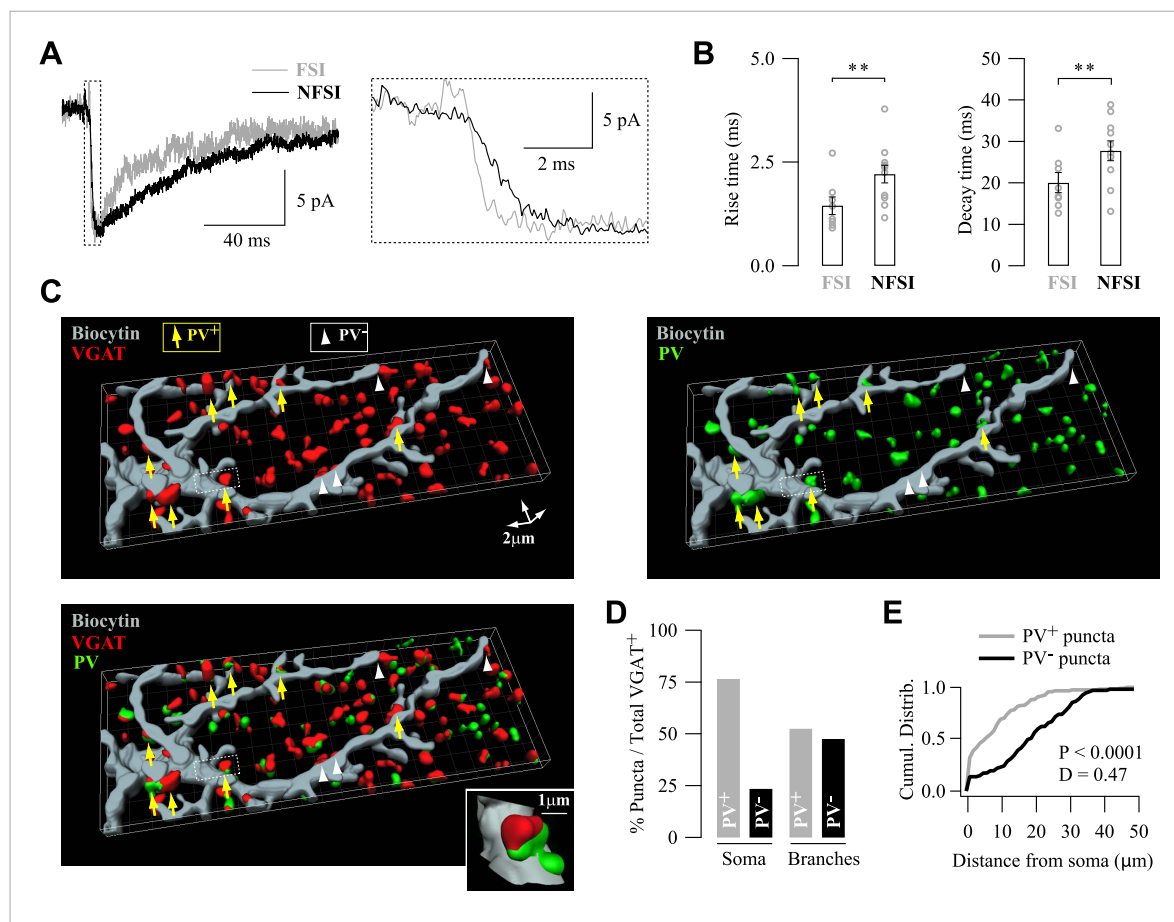 A
FSI
NFSI
5 pA
40 ms
5 pA
2 ms
B
Rise time (ms)
5.0
2.5
0.0
**
FSI NFSI
Decay time (ms)
50
40
30
20
10
0
**
FSI NFSI
C
Biocytin
VGAT
PV+
PV-
2μm
Biocytin
PV
Biocytin
VGAT
PV
1μm
D
% Puncta / Total VGAT+
100
75
50
25
0
PV+
PV-
PV+
PV-
Soma Branches
E
PV+ puncta
PV- puncta
Cumul. Distrib.
1.0
0.5
0.0
P < 0.0001
D = 0.47
0 10 20 30 40 50
Distance from soma (μm)